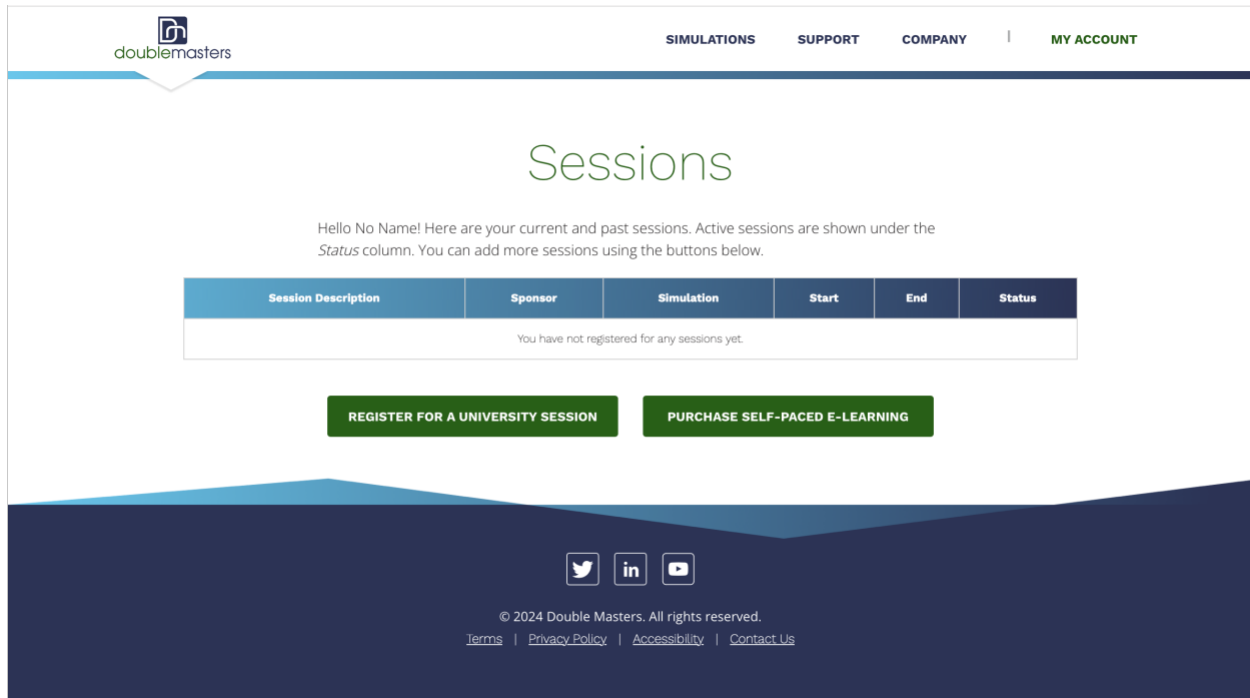 doublemasters
SIMULATIONS SUPPORT COMPANY | MY ACCOUNT
Sessions
Hello No Name! Here are your current and past sessions. Active sessions are shown under the
Status column. You can add more sessions using the buttons below.
Session Description Sponsor Simulation Start End Status
You have not registered for any sessions yet.
REGISTER FOR A UNIVERSITY SESSION PURCHASE SELF-PACED E-LEARNING
in
© 2024 Double Masters. All rights reserved.
Terms | Privacy Policy | Accessibility | Contact Us